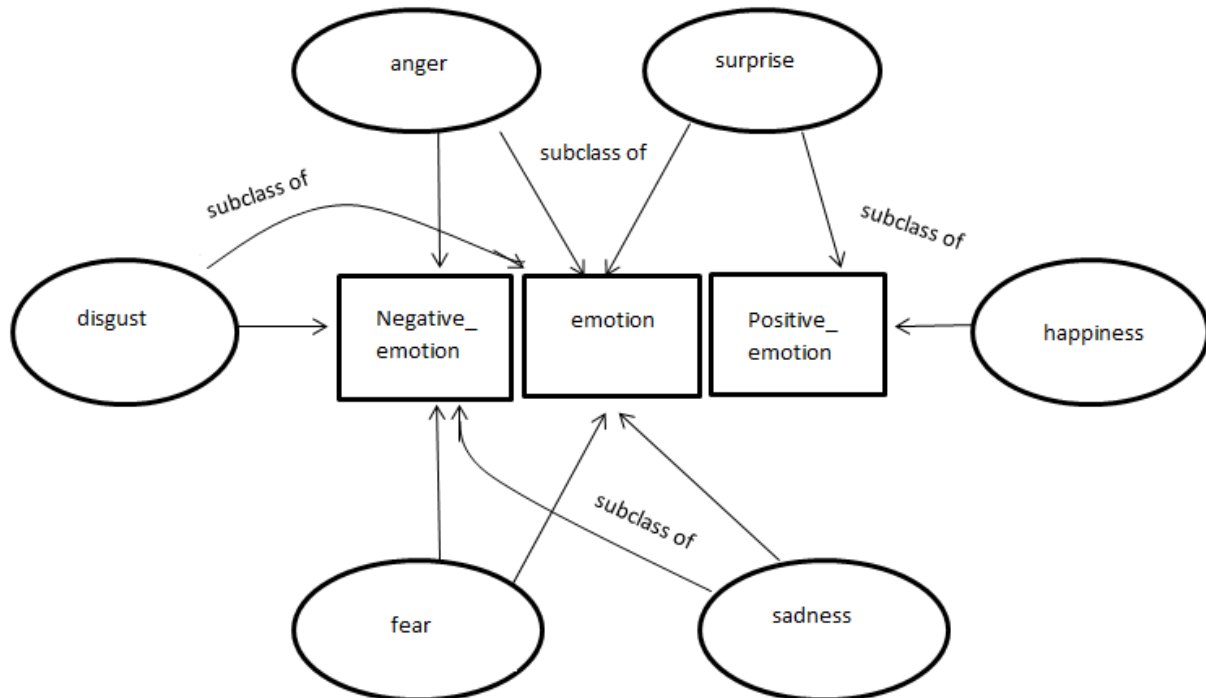 anger
surprise
subclass of
subclass of
subclass of
disgust
Negative_
emotion
emotion
Positive_
emotion
happiness
subclass of
fear
sadness